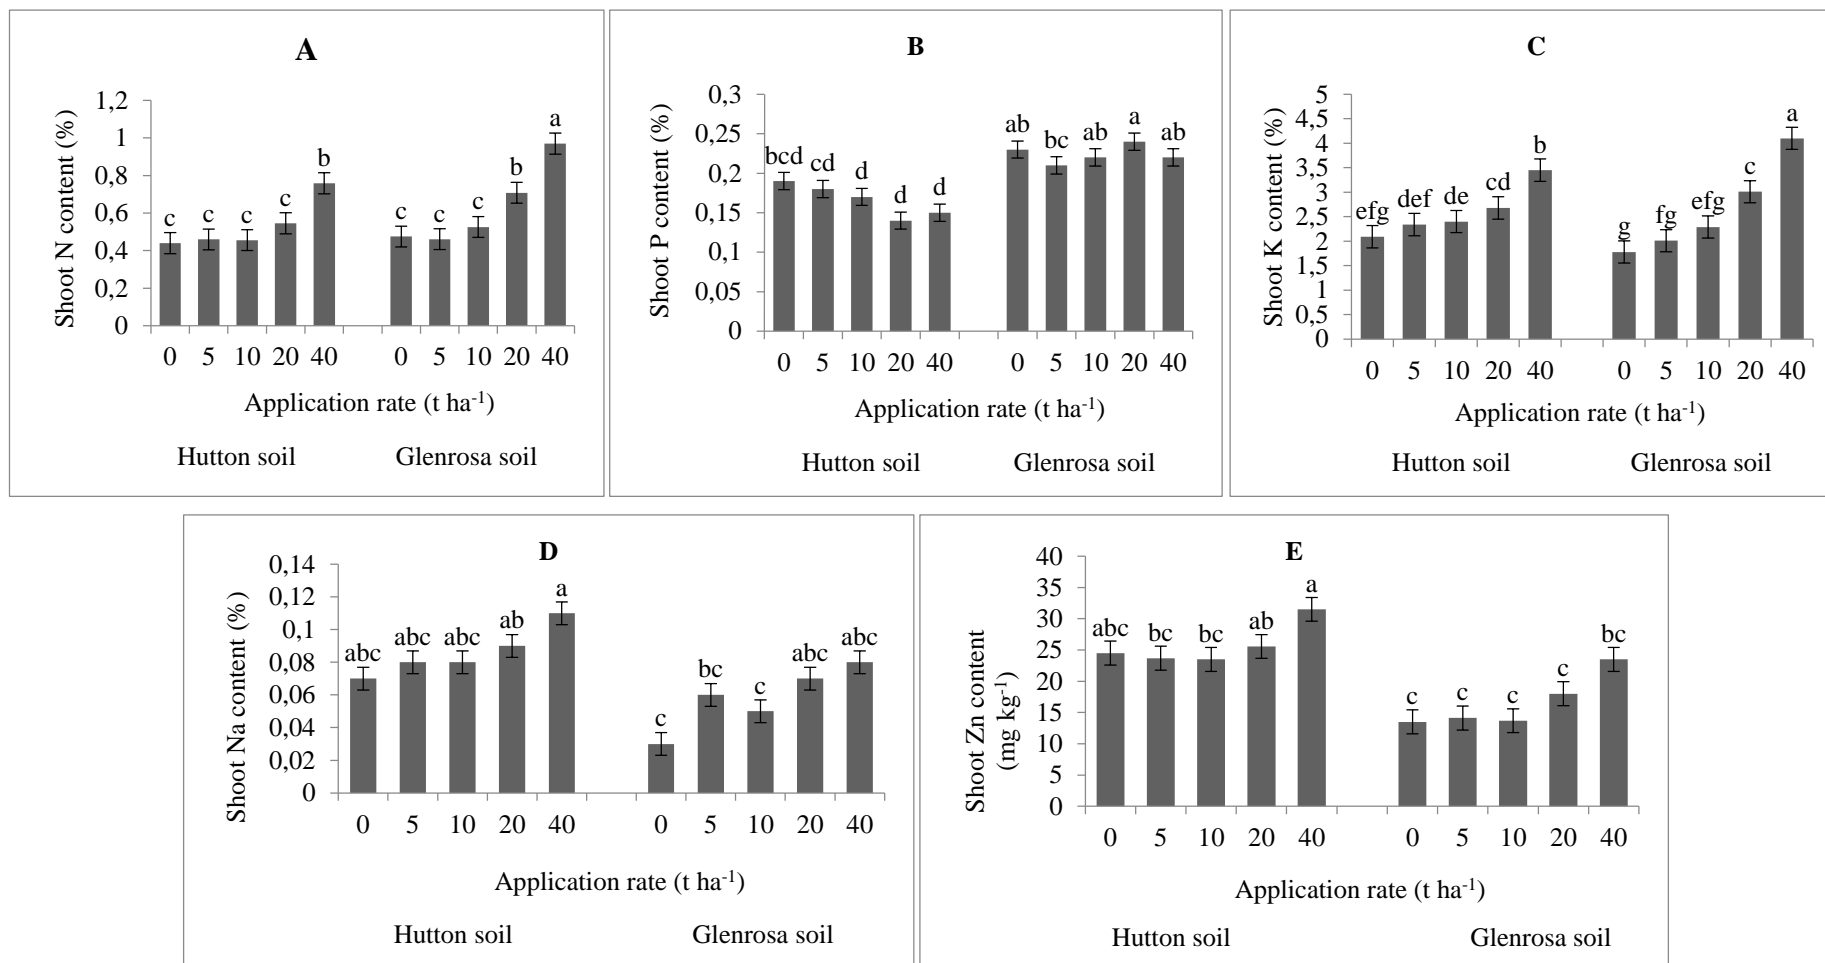 A
Shoot N content (%)
1,2
1
0,8
0,6
0,4
0,2
0
c c c c b c c c b a
0 5 10 20 40 0 5 10 20 40
Application rate (t ha-1)
Hutton soil Glenrosa soil
B
Shoot P content (%)
0,3
0,25
0,2
0,15
0,1
0,05
0
bcd cd d d d ab bc ab a ab
0 5 10 20 40 0 5 10 20 40
Application rate (t ha-1)
Hutton soil Glenrosa soil
C
Shoot K content (%)
5
4,5
4
3,5
3
2,5
2
1,5
1
0,5
0
efg def de cd b g fg efg c a
0 5 10 20 40 0 5 10 20 40
Application rate (t ha-1)
Hutton soil Glenrosa soil
D
Shoot Na content (%)
0,14
0,12
0,1
0,08
0,06
0,04
0,02
0
abc abc abc ab a c bc c abc abc
0 5 10 20 40 0 5 10 20 40
Application rate (t ha-1)
Hutton soil Glenrosa soil
E
Shoot Zn content
(mg kg-1)
40
35
30
25
20
15
10
5
0
abc bc bc ab a c c c c bc
0 5 10 20 40 0 5 10 20 40
Application rate (t ha-1)
Hutton soil Glenrosa soil